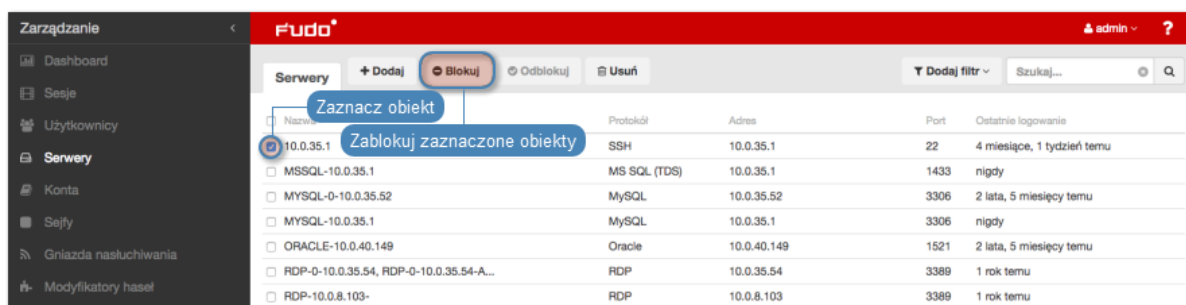 Zarządzanie
Fudo
admin
?
Dashboard
Sesje
Użytkownicy
Serwery
Konta
Sejfy
Gniazda nasłuchiwania
Modyfikatory haseł
Serwery
+ Dodaj
Blokuj
Odblokuj
Usuń
Dodaj filtr
Szukaj...
Zaznacz obiekt
Zablokuj zaznaczone obiekty
Nazwa Protokół Adres Port Ostatnie logowanie
10.0.35.1 SSH 10.0.35.1 22 4 miesiące, 1 tydzień temu
MSSQL-10.0.35.1 MS SQL (TDS) 10.0.35.1 1433 nigdy
MYSQL-0-10.0.35.52 MySQL 10.0.35.52 3306 2 lata, 5 miesięcy temu
MYSQL-10.0.35.1 MySQL 10.0.35.1 3306 nigdy
ORACLE-10.0.40.149 Oracle 10.0.40.149 1521 2 lata, 5 miesięcy temu
RDP-0-10.0.35.54, RDP-0-10.0.35.54-A... RDP 10.0.35.54 3389 1 rok temu
RDP-10.0.8.103- RDP 10.0.8.103 3389 1 rok temu